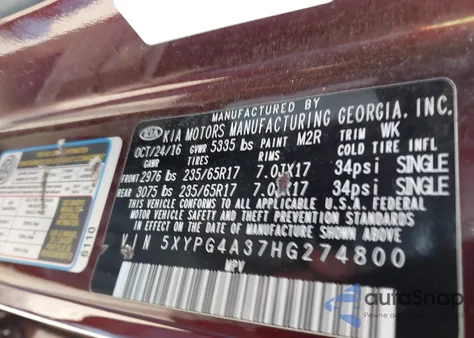 MANUFACTURED BY
KIA KIA MOTORS MANUFACTURING GEORGIA, INC.
OCT/24/16 GVWR 5335 lbs PAINT M2R TRIM WK
GAWR TIRES RIMS COLD TIRE INFL
FRONT 2976 lbs 235/65R17 7.0JX17 34psi SINGLE
REAR 3075 lbs 235/65R17 7.0JX17 34psi SINGLE
THIS VEHICLE CONFORMS TO ALL APPLICABLE U.S.A. FEDERAL
MOTOR VEHICLE SAFETY AND THEFT PREVENTION STANDARDS
IN EFFECT ON THE DATE OF MANUFACTURE SHOWN ABOVE.
VIN 5XYPG4A37HG274800
MPV
6110
autoSnap